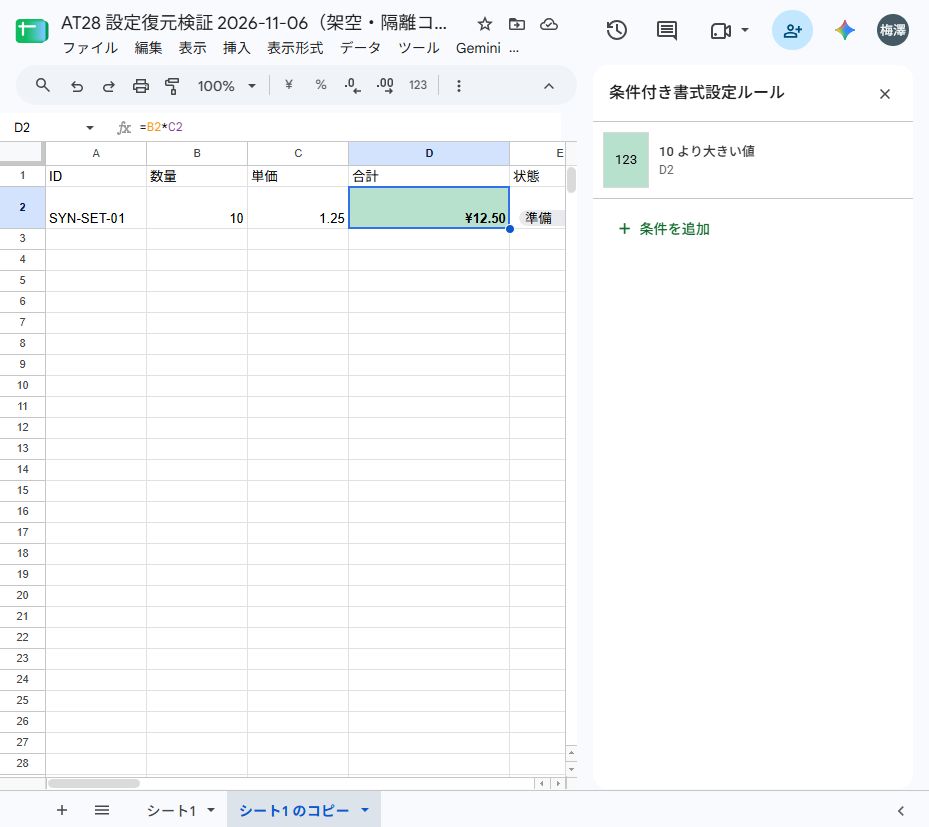 AT28 設定復元検証 2026-11-06（架空・隔離コ...
ファイル 編集 表示 挿入 表示形式 データ ツール Gemini ...
梅澤
100% ¥ % .0 .00 123
D2 fx =B2*C2
条件付き書式設定ルール
123 10 より大きい値
D2
+ 条件を追加
A B C D E
1 ID 数量 単価 合計 状態
2 SYN-SET-01 10 1.25 ¥12.50 準備
3
4
5
6
7
8
9
10
11
12
13
14
15
16
17
18
19
20
21
22
23
24
25
26
27
28
シート1 シート1 のコピー